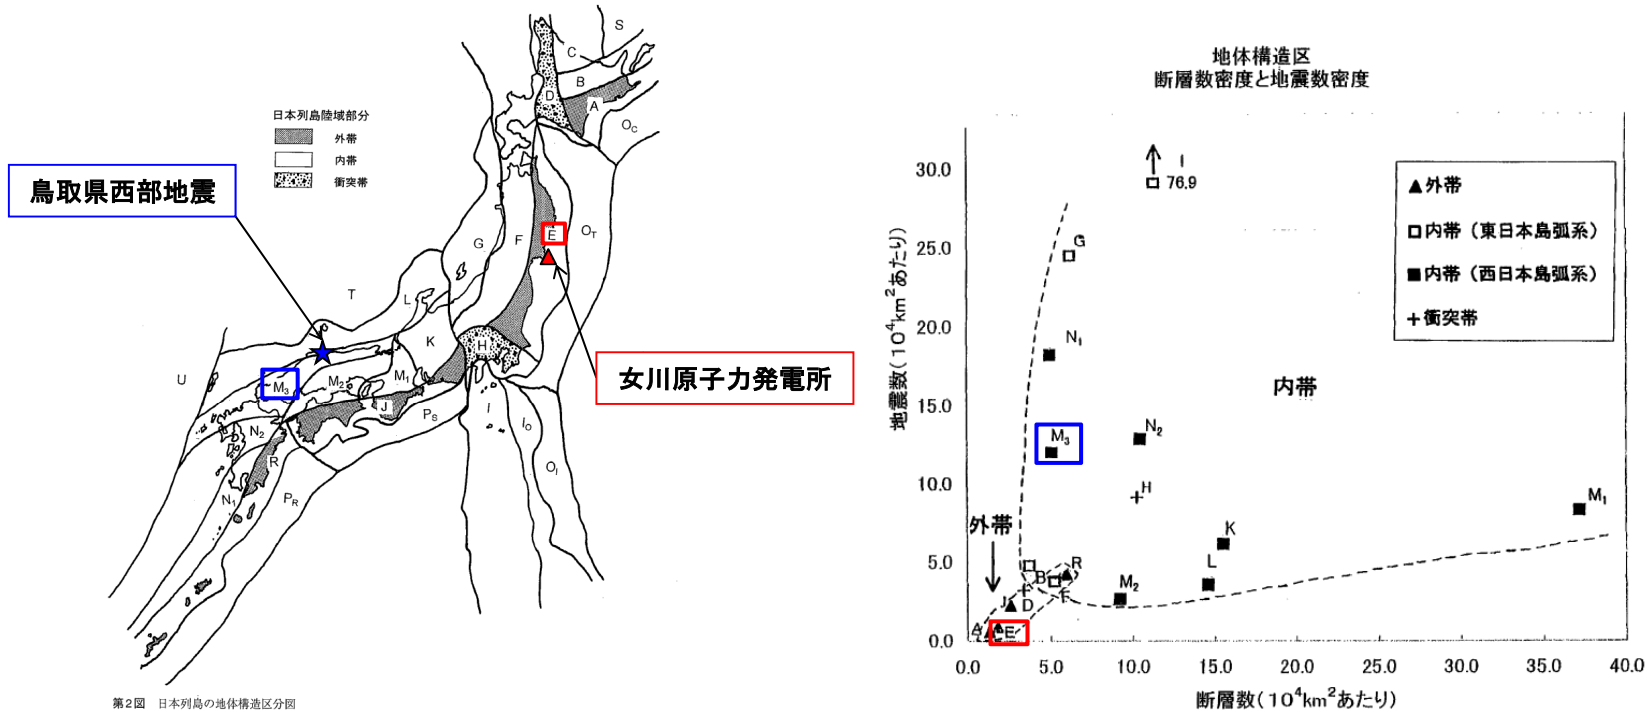 日本列島陸域部分
外帯
内帯
衝突帯
鳥取県西部地震
女川原子力発電所
S
C
B
D
A
OC
E
OT
F
G
T
L
K
H
U
M3
M2
M1
J
PS
I
IO
OI
N2
R
N1
PR
第2図 日本列島の地体構造区分図
地体構造区
断層数密度と地震数密度
地震数(10⁴km²あたり)
30.0
25.0
20.0
15.0
10.0
5.0
0.0
0.0 5.0 10.0 15.0 20.0 25.0 30.0 35.0 40.0
断層数(10⁴km²あたり)
▲外帯
□内帯(東日本島弧系)
■内帯(西日本島弧系)
+衝突帯
I
76.9
G
N1
内帯
M3
N2
H
M1
外帯
K
L
R
B
M2
F
J
D
A
E